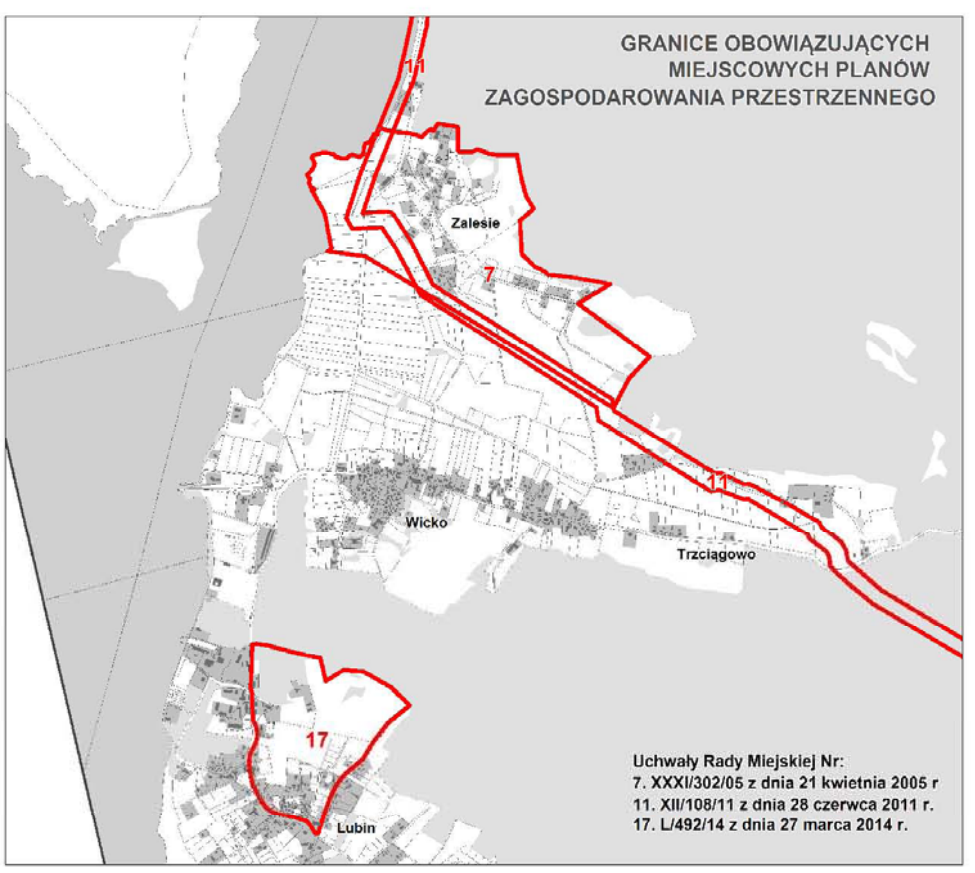 GRANICE OBOWIĄZUJĄCYCH
MIEJSCOWYCH PLANÓW
ZAGOSPODAROWANIA PRZESTRZENNEGO
11
Zalesie
7
11
Wicko
Trzciągowo
17
Lubin
Uchwały Rady Miejskiej Nr:
7. XXXI/302/05 z dnia 21 kwietnia 2005 r
11. XII/108/11 z dnia 28 czerwca 2011 r.
17. L/492/14 z dnia 27 marca 2014 r.